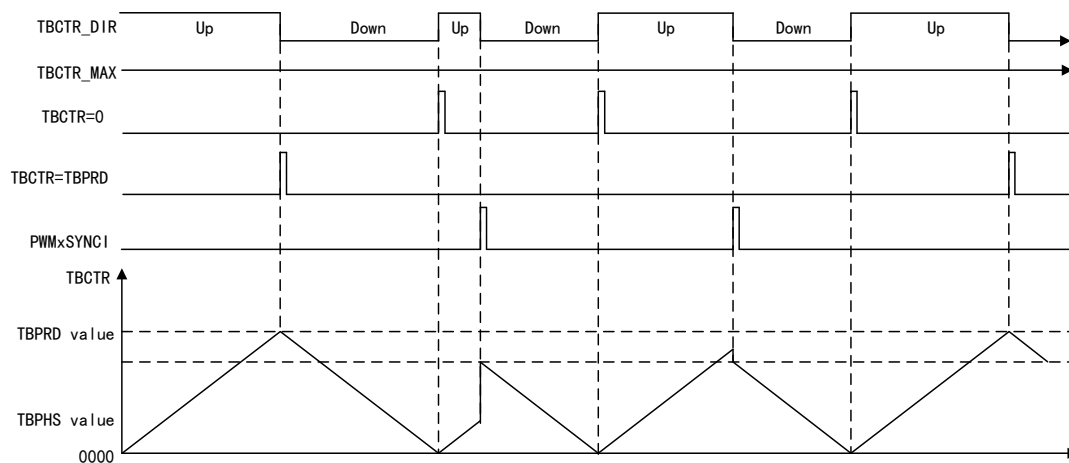 TBCTR_DIR
Up Down Up Down Up Down Up
TBCTR_MAX
TBCTR=0
TBCTR=TBPRD
PWMxSYNCI
TBCTR
TBPRD value
TBPHS value
0000